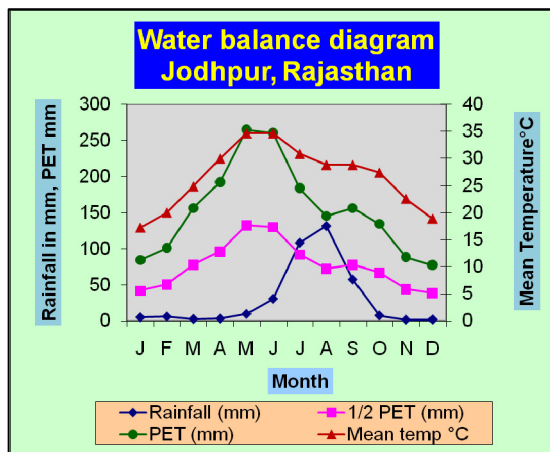 Water balance diagram
Jodhpur, Rajasthan
Rainfall in mm, PET mm
300
250
200
150
100
50
0
40
35
30
25
20
15
10
5
0
Mean Temperature°C
J F M A M J J A S O N D
Month
Rainfall (mm)
1/2 PET (mm)
PET (mm)
Mean temp °C